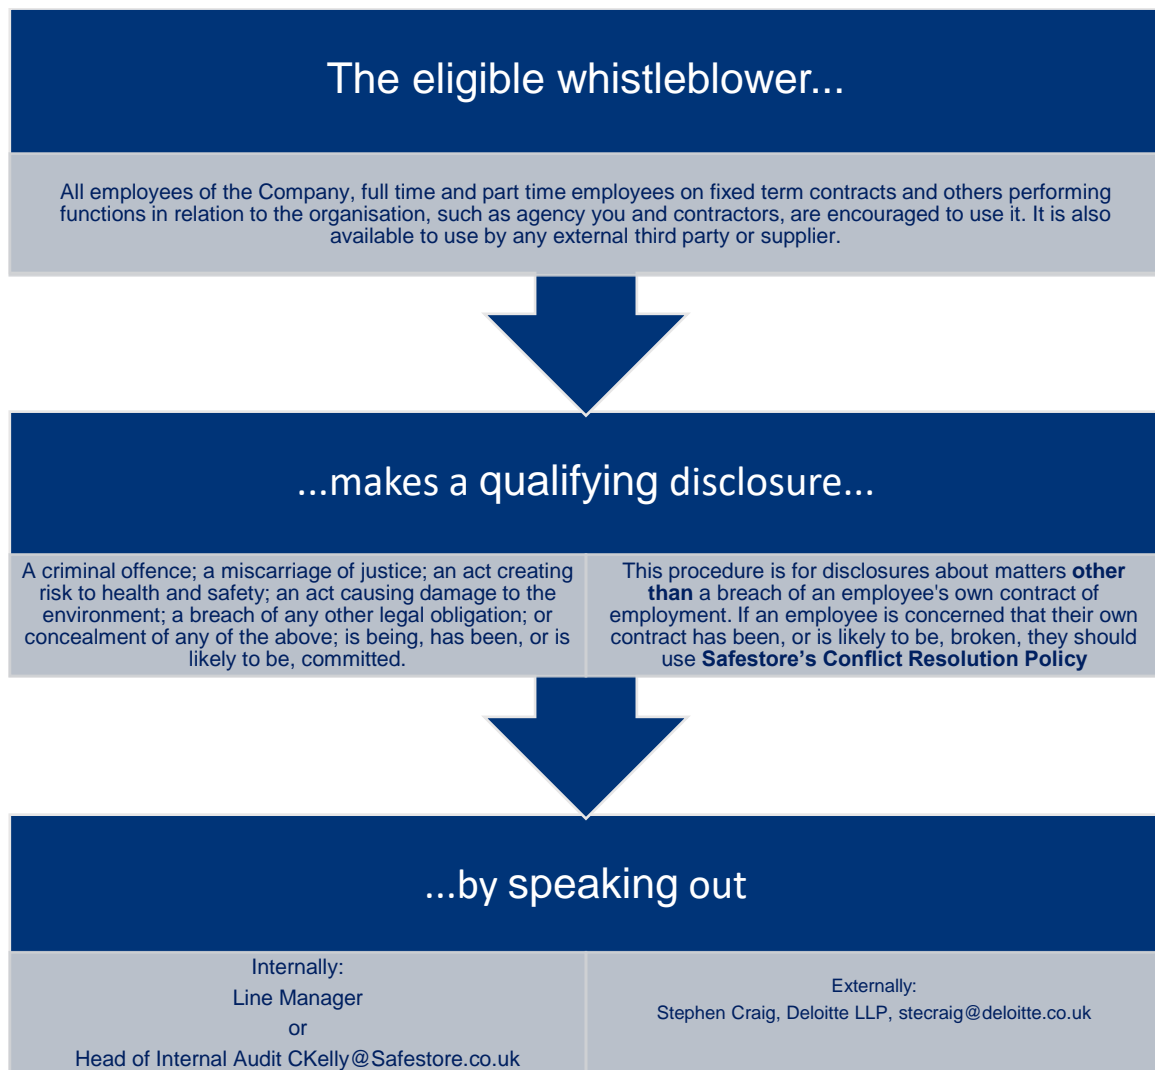 The eligible whistleblower...
All employees of the Company, full time and part time employees on fixed term contracts and others performing
functions in relation to the organisation, such as agency you and contractors, are encouraged to use it. It is also
available to use by any external third party or supplier.
...makes a qualifying disclosure...
A criminal offence; a miscarriage of justice; an act creating
risk to health and safety; an act causing damage to the
environment; a breach of any other legal obligation; or
concealment of any of the above; is being, has been, or is
likely to be, committed.
This procedure is for disclosures about matters other
than a breach of an employee's own contract of
employment. If an employee is concerned that their own
contract has been, or is likely to be, broken, they should
use Safestore’s Conflict Resolution Policy
...by speaking out
Internally:
Line Manager
or
Head of Internal Audit CKelly@Safestore.co.uk
Externally:
Stephen Craig, Deloitte LLP, stecraig@deloitte.co.uk